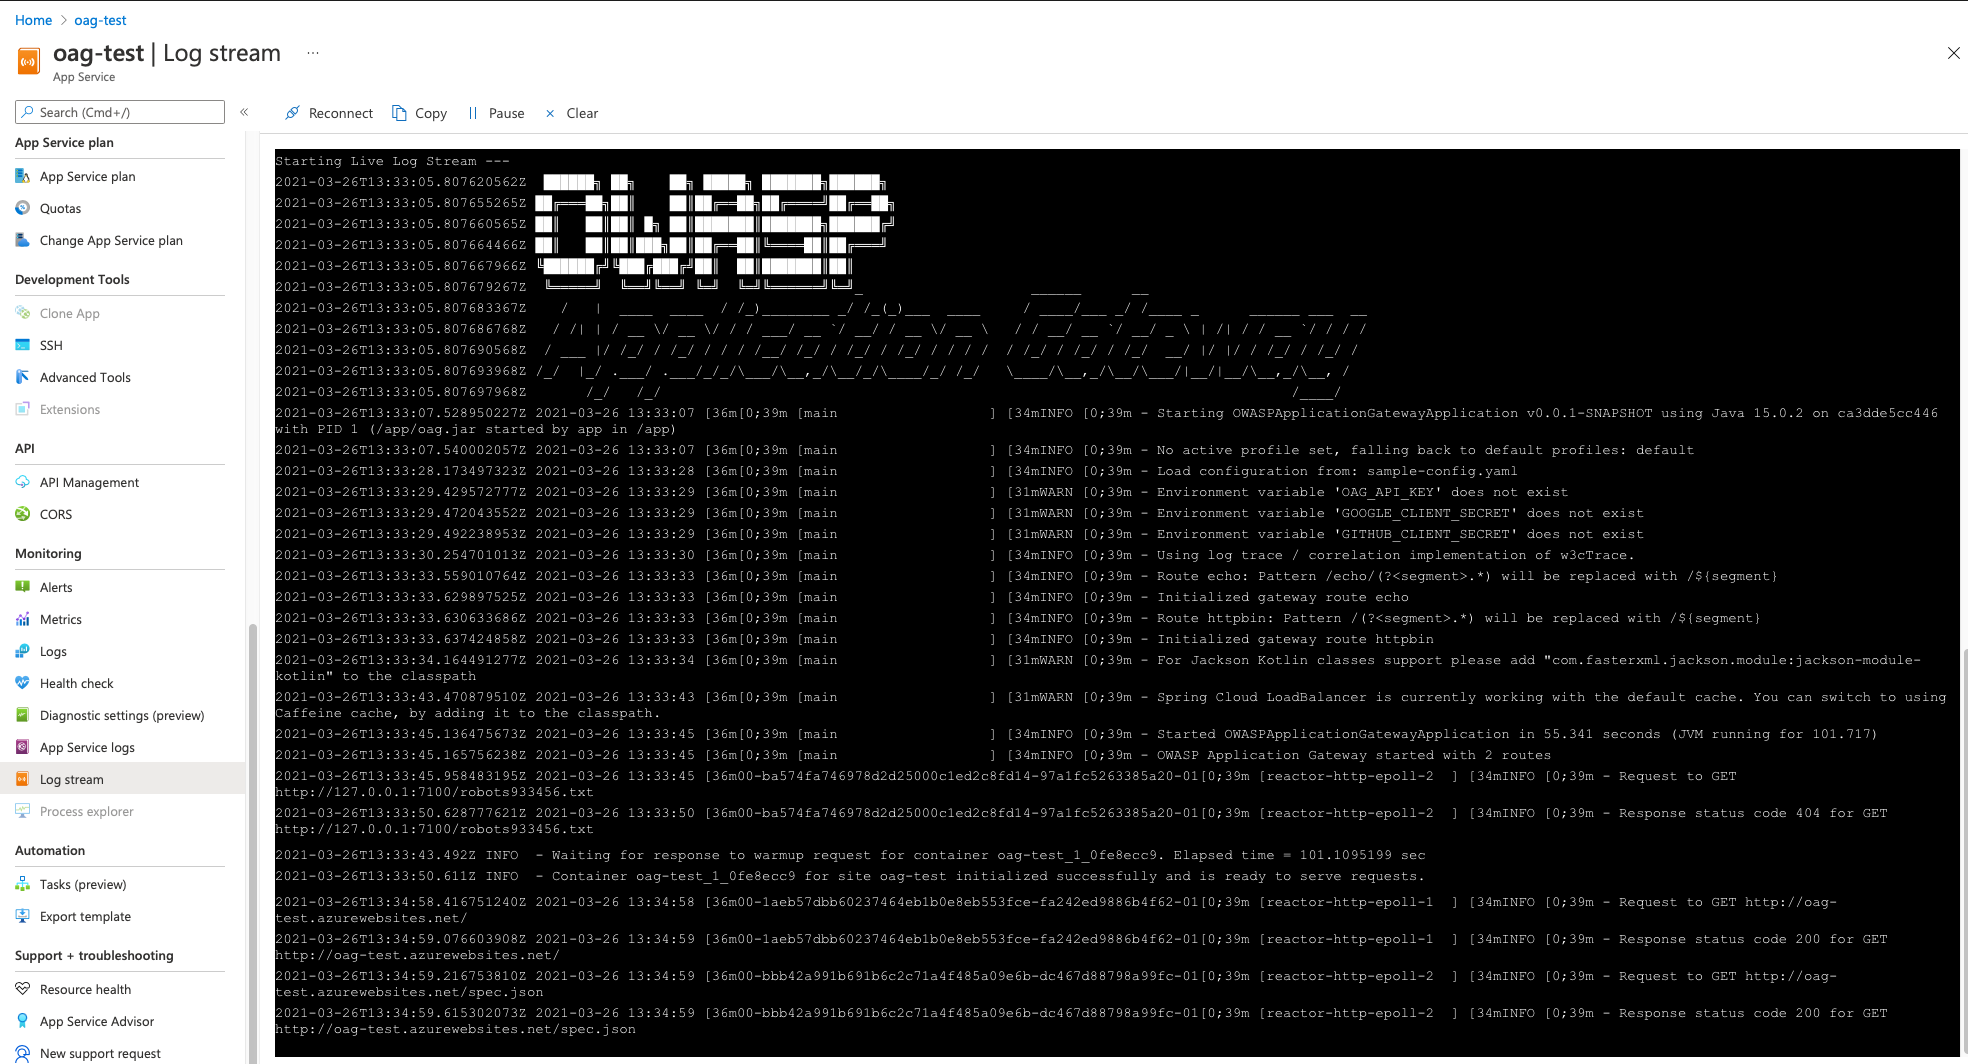 Home > oag-test
oag-test | Log stream ...
App Service
Search (Cmd+/)
«
Reconnect Copy Pause Clear
App Service plan
App Service plan
Quotas
Change App Service plan
Development Tools
Clone App
SSH
Advanced Tools
Extensions
API
API Management
CORS
Monitoring
Alerts
Metrics
Logs
Health check
Diagnostic settings (preview)
App Service logs
Log stream
Process explorer
Automation
Tasks (preview)
Export template
Support + troubleshooting
Resource health
App Service Advisor
New support request
Starting Live Log Stream ---
2021-03-26T13:33:05.807620562Z
2021-03-26T13:33:05.807655265Z
2021-03-26T13:33:05.807660565Z
2021-03-26T13:33:05.807664466Z
2021-03-26T13:33:05.807667966Z
2021-03-26T13:33:05.807679267Z
OWASP
2021-03-26T13:33:05.807683367Z
2021-03-26T13:33:05.807686768Z
2021-03-26T13:33:05.807690568Z
2021-03-26T13:33:05.807693968Z
2021-03-26T13:33:05.807697968Z
Application Gateway
2021-03-26T13:33:07.528950227Z 2021-03-26 13:33:07 [36m[0;39m [main ] [34mINFO [0;39m - Starting OWASPApplicationGatewayApplication v0.0.1-SNAPSHOT using Java 15.0.2 on ca3dde5cc446
with PID 1 (/app/oag.jar started by app in /app)
2021-03-26T13:33:07.540002057Z 2021-03-26 13:33:07 [36m[0;39m [main ] [34mINFO [0;39m - No active profile set, falling back to default profiles: default
2021-03-26T13:33:28.173497323Z 2021-03-26 13:33:28 [36m[0;39m [main ] [34mINFO [0;39m - Load configuration from: sample-config.yaml
2021-03-26T13:33:29.429572777Z 2021-03-26 13:33:29 [36m[0;39m [main ] [31mWARN [0;39m - Environment variable 'OAG_API_KEY' does not exist
2021-03-26T13:33:29.472043552Z 2021-03-26 13:33:29 [36m[0;39m [main ] [31mWARN [0;39m - Environment variable 'GOOGLE_CLIENT_SECRET' does not exist
2021-03-26T13:33:29.492238953Z 2021-03-26 13:33:29 [36m[0;39m [main ] [31mWARN [0;39m - Environment variable 'GITHUB_CLIENT_SECRET' does not exist
2021-03-26T13:33:30.254701013Z 2021-03-26 13:33:30 [36m[0;39m [main ] [34mINFO [0;39m - Using log trace / correlation implementation of w3cTrace.
2021-03-26T13:33:33.559010764Z 2021-03-26 13:33:33 [36m[0;39m [main ] [34mINFO [0;39m - Route echo: Pattern /echo/(?<segment>.*) will be replaced with /${segment}
2021-03-26T13:33:33.629897525Z 2021-03-26 13:33:33 [36m[0;39m [main ] [34mINFO [0;39m - Initialized gateway route echo
2021-03-26T13:33:33.630633686Z 2021-03-26 13:33:33 [36m[0;39m [main ] [34mINFO [0;39m - Route httpbin: Pattern /(?<segment>.*) will be replaced with /${segment}
2021-03-26T13:33:33.637424858Z 2021-03-26 13:33:33 [36m[0;39m [main ] [34mINFO [0;39m - Initialized gateway route httpbin
2021-03-26T13:33:34.164491277Z 2021-03-26 13:33:34 [36m[0;39m [main ] [31mWARN [0;39m - For Jackson Kotlin classes support please add "com.fasterxml.jackson.module:jackson-module-
kotlin" to the classpath
2021-03-26T13:33:43.470879510Z 2021-03-26 13:33:43 [36m[0;39m [main ] [31mWARN [0;39m - Spring Cloud LoadBalancer is currently working with the default cache. You can switch to using
Caffeine cache, by adding it to the classpath.
2021-03-26T13:33:45.136475673Z 2021-03-26 13:33:45 [36m[0;39m [main ] [34mINFO [0;39m - Started OWASPApplicationGatewayApplication in 55.341 seconds (JVM running for 101.717)
2021-03-26T13:33:45.165756238Z 2021-03-26 13:33:45 [36m[0;39m [main ] [34mINFO [0;39m - OWASP Application Gateway started with 2 routes
2021-03-26T13:33:45.958483195Z 2021-03-26 13:33:45 [36m00-ba574fa746978d2d25000c1ed2c8fd14-97a1fc5263385a20-01[0;39m [reactor-http-epoll-2 ] [34mINFO [0;39m - Request to GET
http://127.0.0.1:7100/robots933456.txt
2021-03-26T13:33:50.628777621Z 2021-03-26 13:33:50 [36m00-ba574fa746978d2d25000c1ed2c8fd14-97a1fc5263385a20-01[0;39m [reactor-http-epoll-2 ] [34mINFO [0;39m - Response status code 404 for GET
http://127.0.0.1:7100/robots933456.txt
2021-03-26T13:33:43.492Z INFO - Waiting for response to warmup request for container oag-test_1_0fe8ecc9. Elapsed time = 101.1095199 sec
2021-03-26T13:33:50.611Z INFO - Container oag-test_1_0fe8ecc9 for site oag-test initialized successfully and is ready to serve requests.
2021-03-26T13:34:58.416751240Z 2021-03-26 13:34:58 [36m00-1aeb57dbb60237464eb1b0e8eb553fce-fa242ed9886b4f62-01[0;39m [reactor-http-epoll-1 ] [34mINFO [0;39m - Request to GET http://oag-
test.azurewebsites.net/
2021-03-26T13:34:59.076603908Z 2021-03-26 13:34:59 [36m00-1aeb57dbb60237464eb1b0e8eb553fce-fa242ed9886b4f62-01[0;39m [reactor-http-epoll-1 ] [34mINFO [0;39m - Response status code 200 for GET
http://oag-test.azurewebsites.net/
2021-03-26T13:34:59.216753810Z 2021-03-26 13:34:59 [36m00-bbb42a991b691b6c2c71a4f485a09e6b-dc467d88798a99fc-01[0;39m [reactor-http-epoll-2 ] [34mINFO [0;39m - Request to GET http://oag-
test.azurewebsites.net/spec.json
2021-03-26T13:34:59.615302073Z 2021-03-26 13:34:59 [36m00-bbb42a991b691b6c2c71a4f485a09e6b-dc467d88798a99fc-01[0;39m [reactor-http-epoll-2 ] [34mINFO [0;39m - Response status code 200 for GET
http://oag-test.azurewebsites.net/spec.json